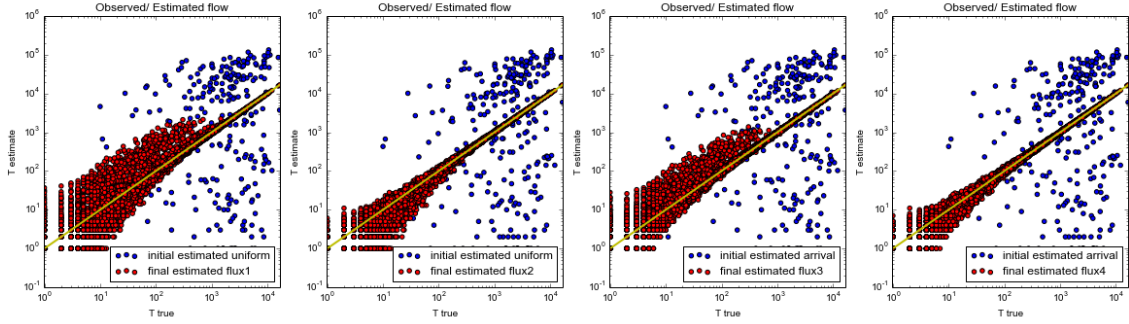 Observed/ Estimated flow
10^6
10^5
10^4
10^3
10^2
10^1
10^0
10^-1
T estimate
initial estimated uniform
final estimated flux1
10^0 10^1 10^2 10^3 10^4
T true
Observed/ Estimated flow
10^6
10^5
10^4
10^3
10^2
10^1
10^0
10^-1
T estimate
initial estimated uniform
final estimated flux2
10^0 10^1 10^2 10^3 10^4
T true
Observed/ Estimated flow
10^6
10^5
10^4
10^3
10^2
10^1
10^0
10^-1
T estimate
initial estimated arrival
final estimated flux3
10^0 10^1 10^2 10^3 10^4
T true
Observed/ Estimated flow
10^6
10^5
10^4
10^3
10^2
10^1
10^0
10^-1
T estimate
initial estimated arrival
final estimated flux4
10^0 10^1 10^2 10^3 10^4
T true